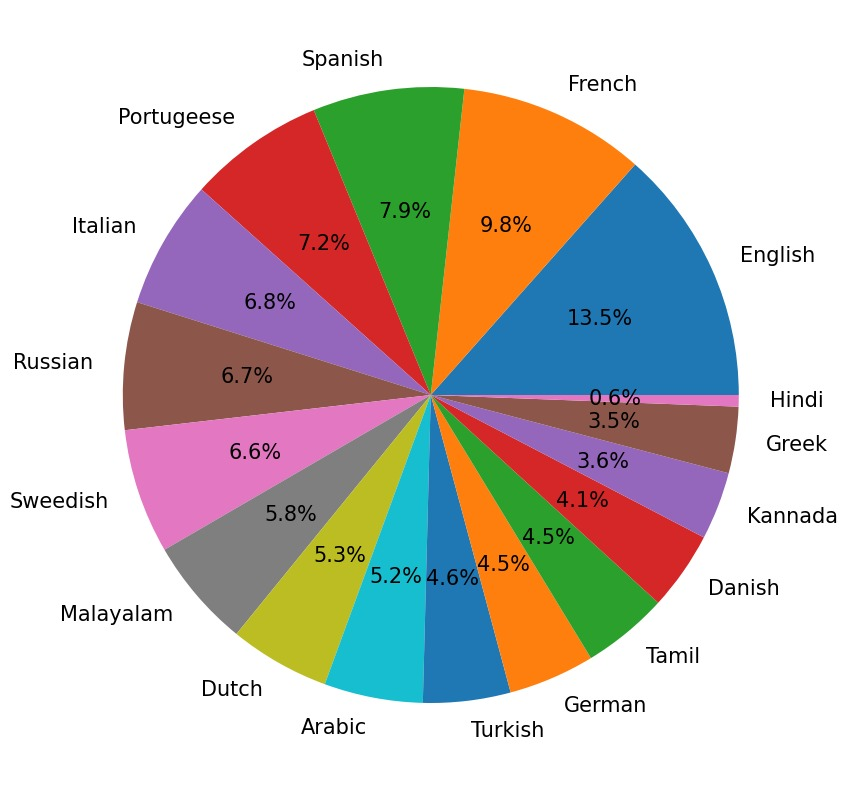 Spanish
French
Portugeese
Italian
English
7.9%
9.8%
7.2%
6.8%
13.5%
Russian
6.7%
0.6%
Hindi
3.5%
Greek
Sweedish
6.6%
3.6%
Kannada
5.8%
4.1%
4.5%
Danish
5.3%
5.2%
4.6%
4.5%
Malayalam
Tamil
Dutch
German
Arabic
Turkish